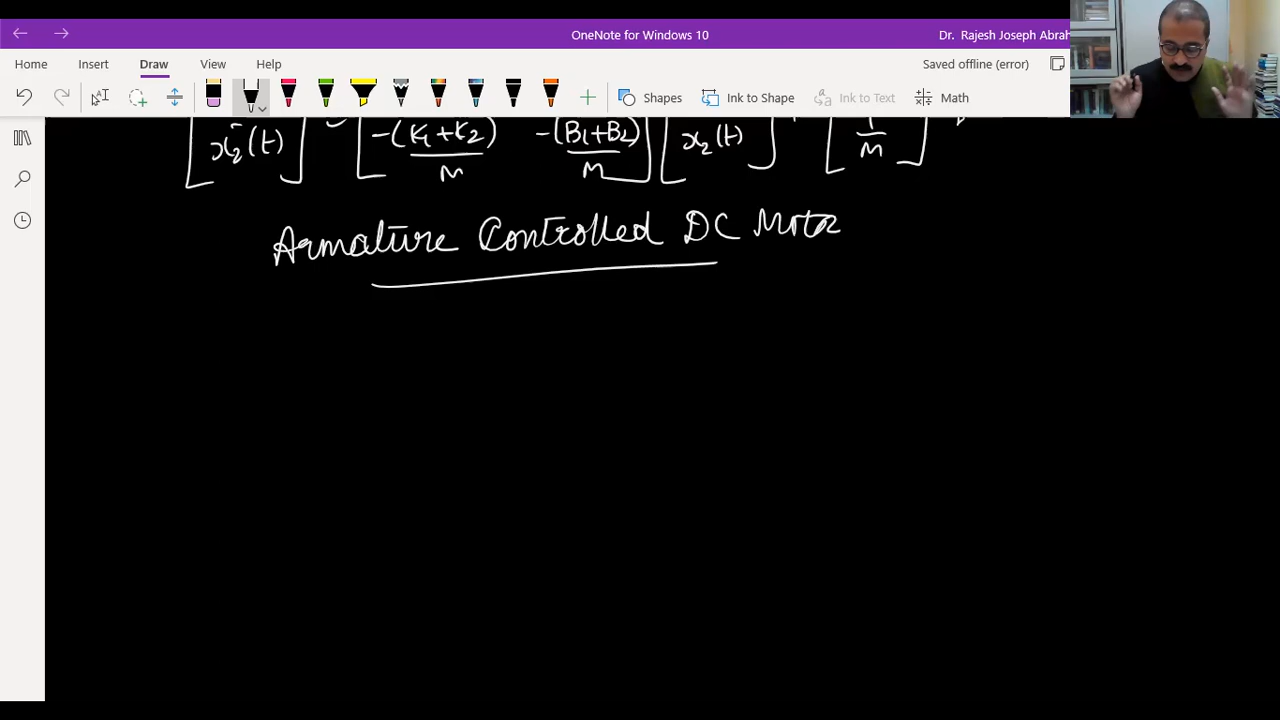 OneNote for Windows 10
Dr. Rajesh Joseph Abrah
Home Insert Draw View Help
Saved offline (error)
Shapes Ink to Shape Ink to Text Math
ẋ₂(t) -(K₁+K₂)/M -(B₁+B₂)/M x₂(t) 1/M
Armature Controlled DC Motor